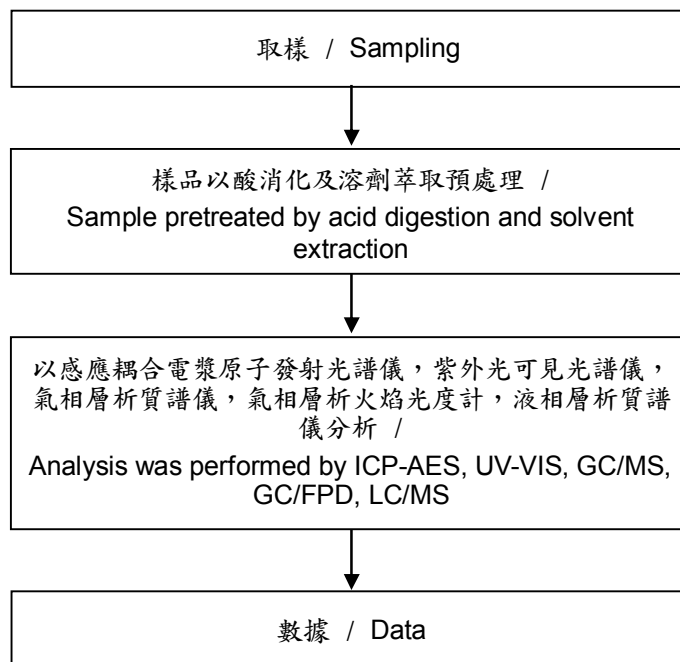 取樣 / Sampling
樣品以酸消化及溶劑萃取預處理 /
Sample pretreated by acid digestion and solvent
extraction
以感應耦合電漿原子發射光譜儀，紫外光可見光譜儀，
氣相層析質譜儀，氣相層析火焰光度計，液相層析質譜
儀分析 /
Analysis was performed by ICP-AES, UV-VIS, GC/MS,
GC/FPD, LC/MS
數據 / Data